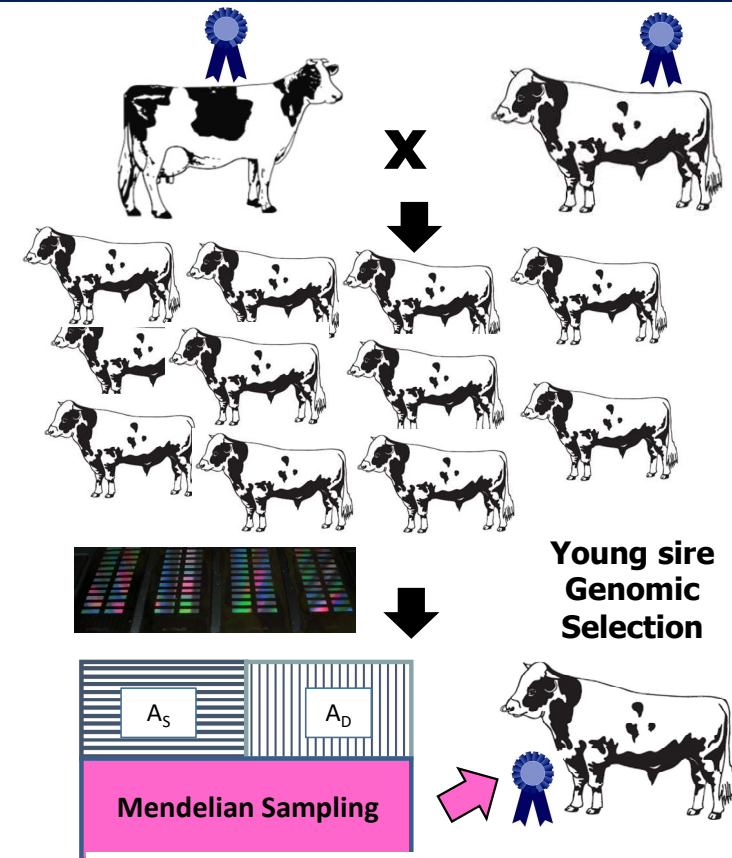 X
Young sire
Genomic
Selection
A_S
A_D
Mendelian Sampling